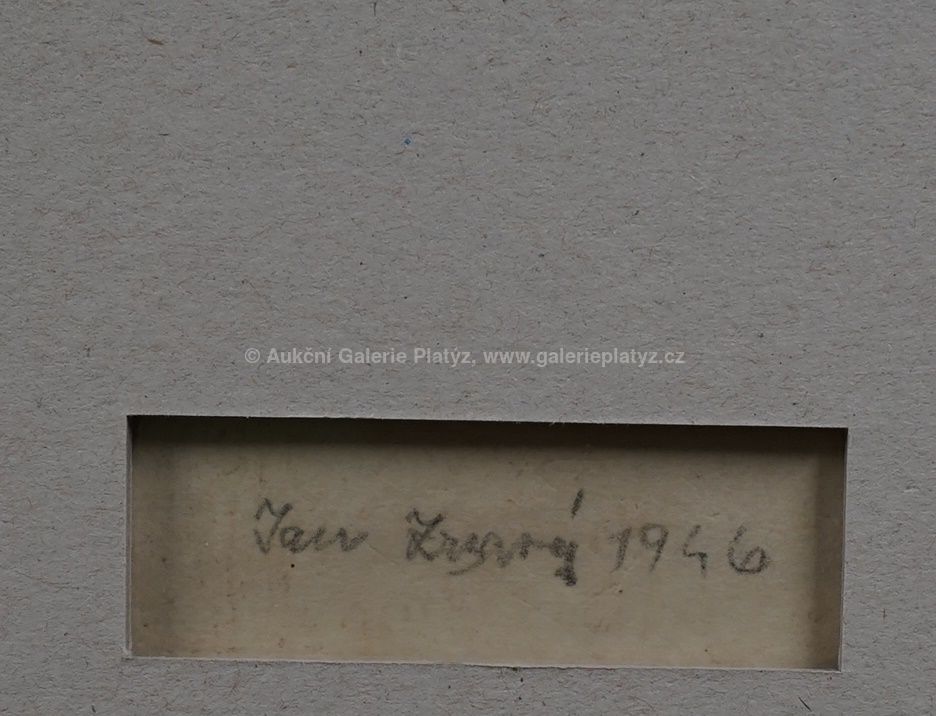 © Aukční Galerie Platýz, www.galerieplatyz.cz
Jan Zrzavý 1946